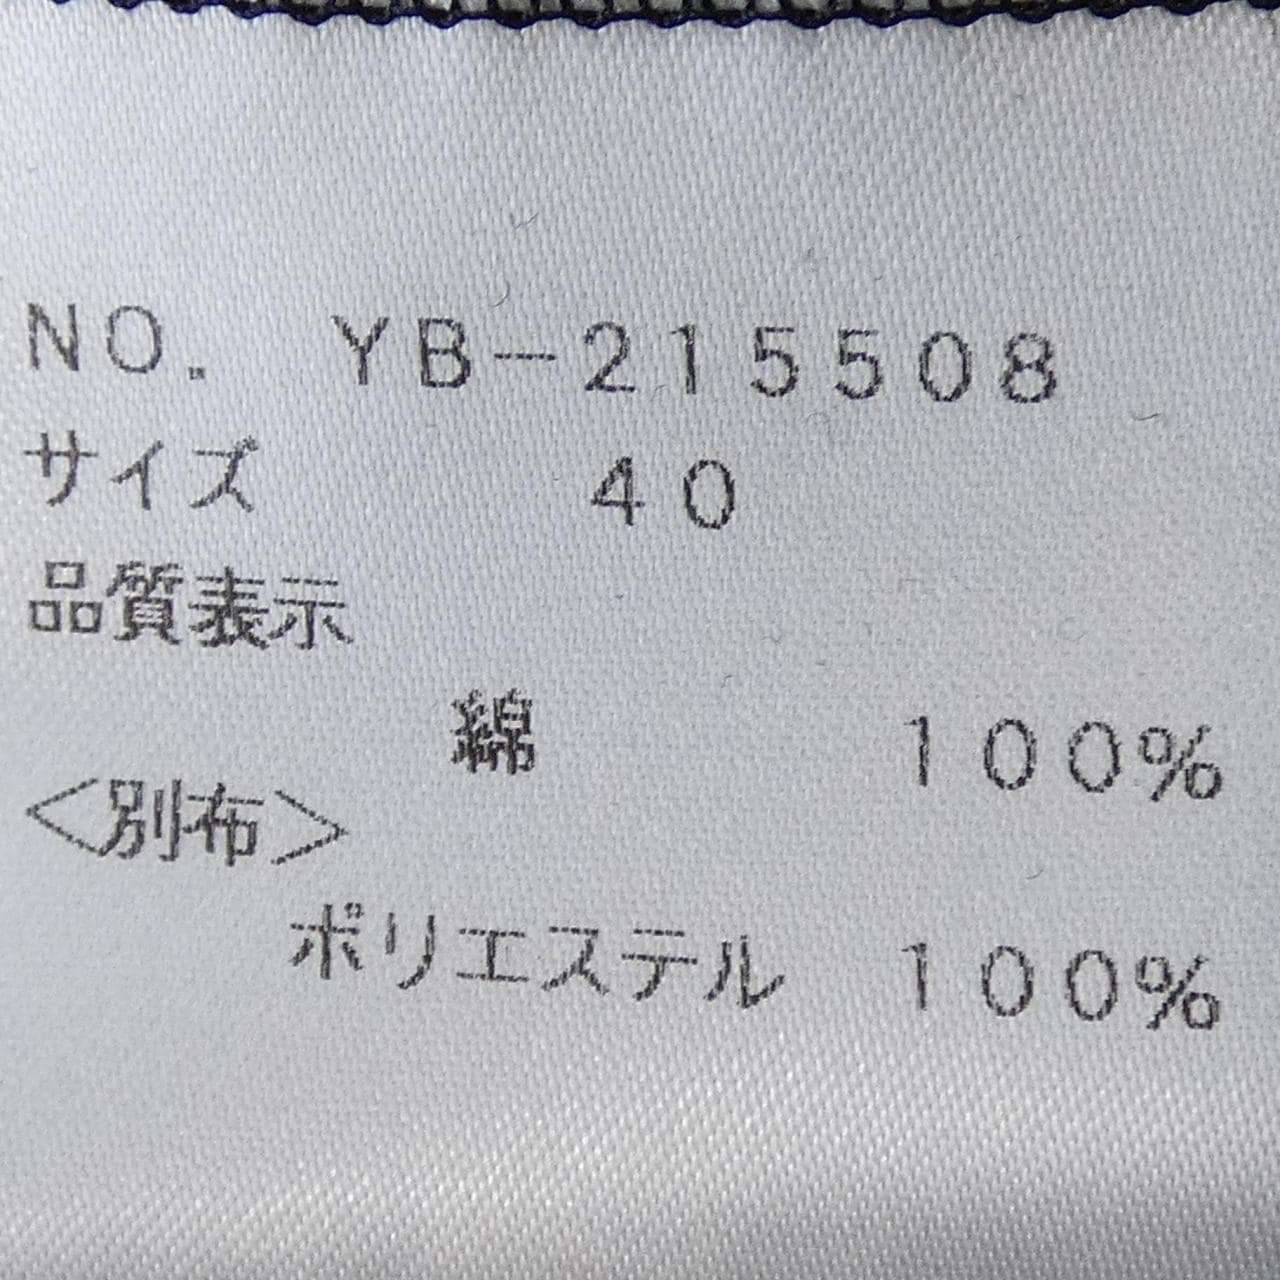 NO. YB-215508
サイズ 40
品質表示
綿 100%
<別布>
ポリエステル 100%